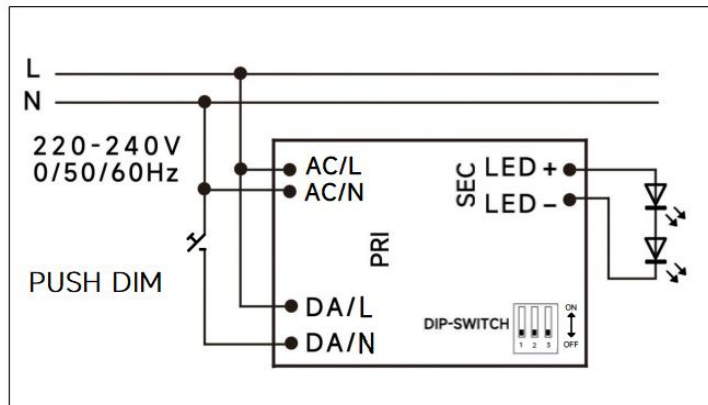 L
N
220-240V
0/50/60Hz
PUSH DIM
AC/L
AC/N
PRI
DA/L
DA/N
SEC
LED +
LED -
DIP-SWITCH
ON
OFF
1 2 3